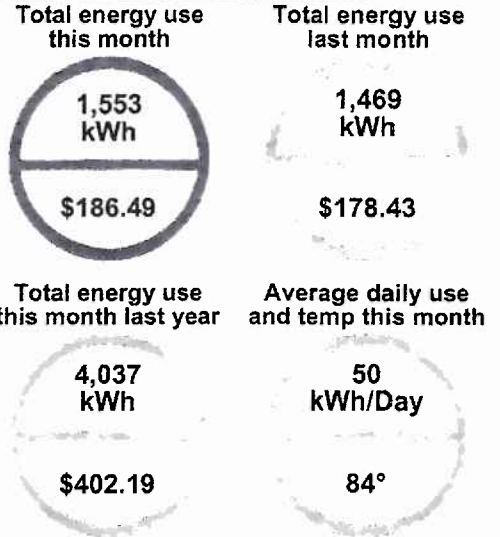 Total energy use
this month
1,553
kWh
$186.49
Total energy use
last month
1,469
kWh
$178.43
Total energy use
this month last year
4,037
kWh
$402.19
Average daily use
and temp this month
50
kWh/Day
84°